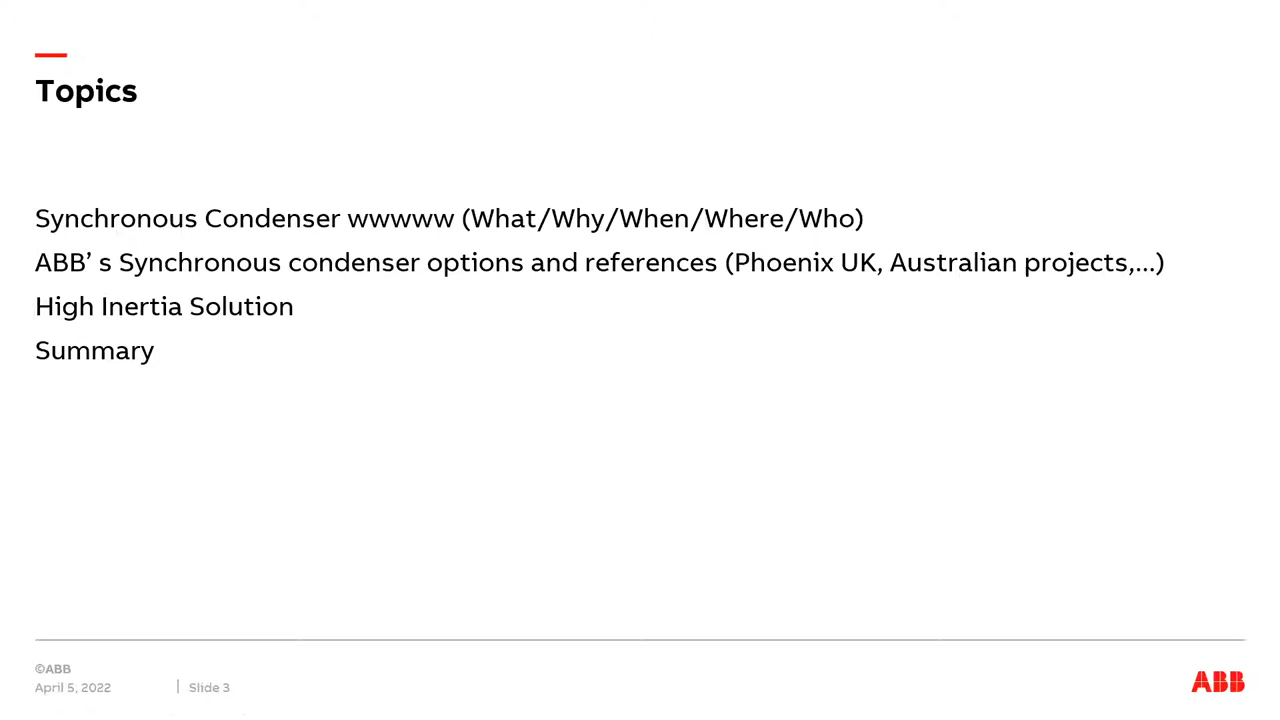 Topics
Synchronous Condenser wwwww (What/Why/When/Where/Who)
ABB’ s Synchronous condenser options and references (Phoenix UK, Australian projects,...)
High Inertia Solution
Summary
©ABB
April 5, 2022 | Slide 3
ABB